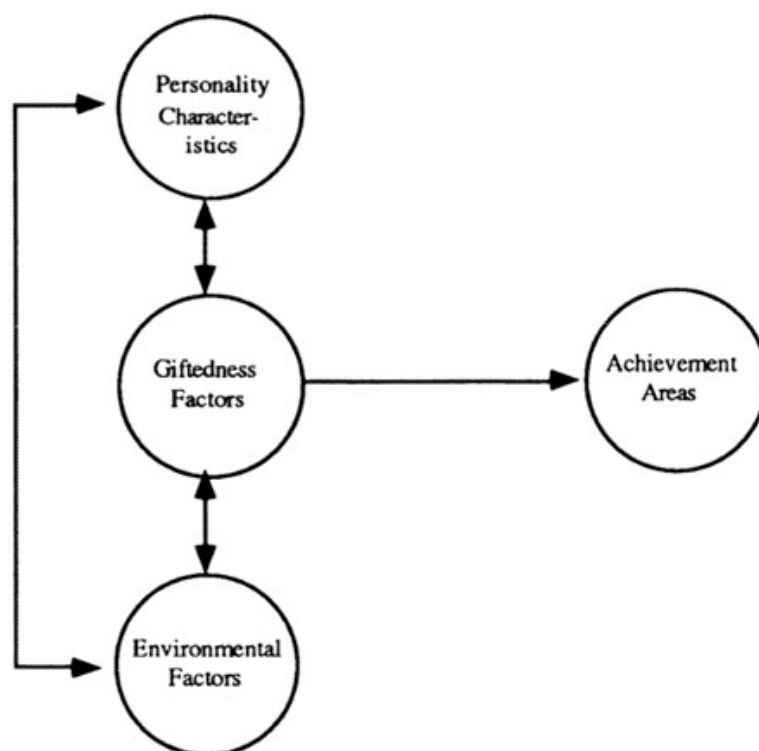 Personality
Character-
istics
Giftedness
Factors
Achievement
Areas
Environmental
Factors